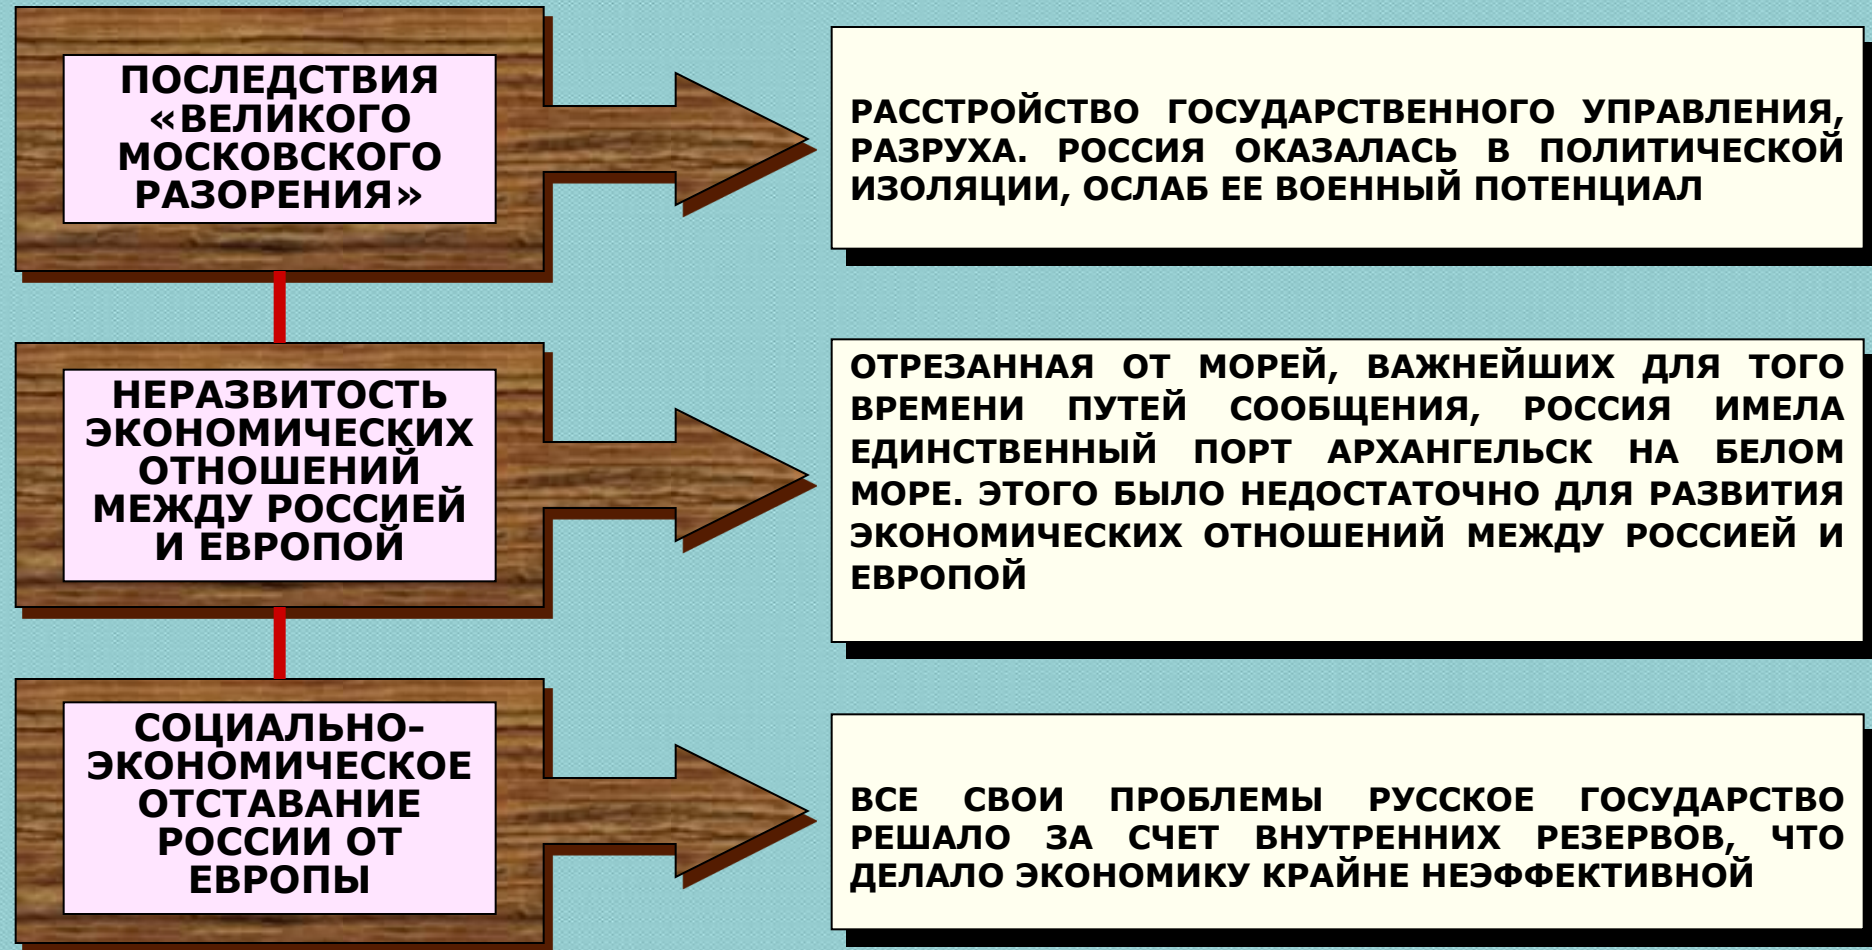 ПОСЛЕДСТВИЯ
«ВЕЛИКОГО
МОСКОВСКОГО
РАЗОРЕНИЯ»
РАССТРОЙСТВО ГОСУДАРСТВЕННОГО УПРАВЛЕНИЯ,
РАЗРУХА. РОССИЯ ОКАЗАЛАСЬ В ПОЛИТИЧЕСКОЙ
ИЗОЛЯЦИИ, ОСЛАБ ЕЕ ВОЕННЫЙ ПОТЕНЦИАЛ
НЕРАЗВИТОСТЬ
ЭКОНОМИЧЕСКИХ
ОТНОШЕНИЙ
МЕЖДУ РОССИЕЙ
И ЕВРОПОЙ
ОТРЕЗАННАЯ ОТ МОРЕЙ, ВАЖНЕЙШИХ ДЛЯ ТОГО
ВРЕМЕНИ ПУТЕЙ СООБЩЕНИЯ, РОССИЯ ИМЕЛА
ЕДИНСТВЕННЫЙ ПОРТ АРХАНГЕЛЬСК НА БЕЛОМ
МОРЕ. ЭТОГО БЫЛО НЕДОСТАТОЧНО ДЛЯ РАЗВИТИЯ
ЭКОНОМИЧЕСКИХ ОТНОШЕНИЙ МЕЖДУ РОССИЕЙ И
ЕВРОПОЙ
СОЦИАЛЬНО-
ЭКОНОМИЧЕСКОЕ
ОТСТАВАНИЕ
РОССИИ ОТ
ЕВРОПЫ
ВСЕ СВОИ ПРОБЛЕМЫ РУССКОЕ ГОСУДАРСТВО
РЕШАЛО ЗА СЧЕТ ВНУТРЕННИХ РЕЗЕРВОВ, ЧТО
ДЕЛАЛО ЭКОНОМИКУ КРАЙНЕ НЕЭФФЕКТИВНОЙ